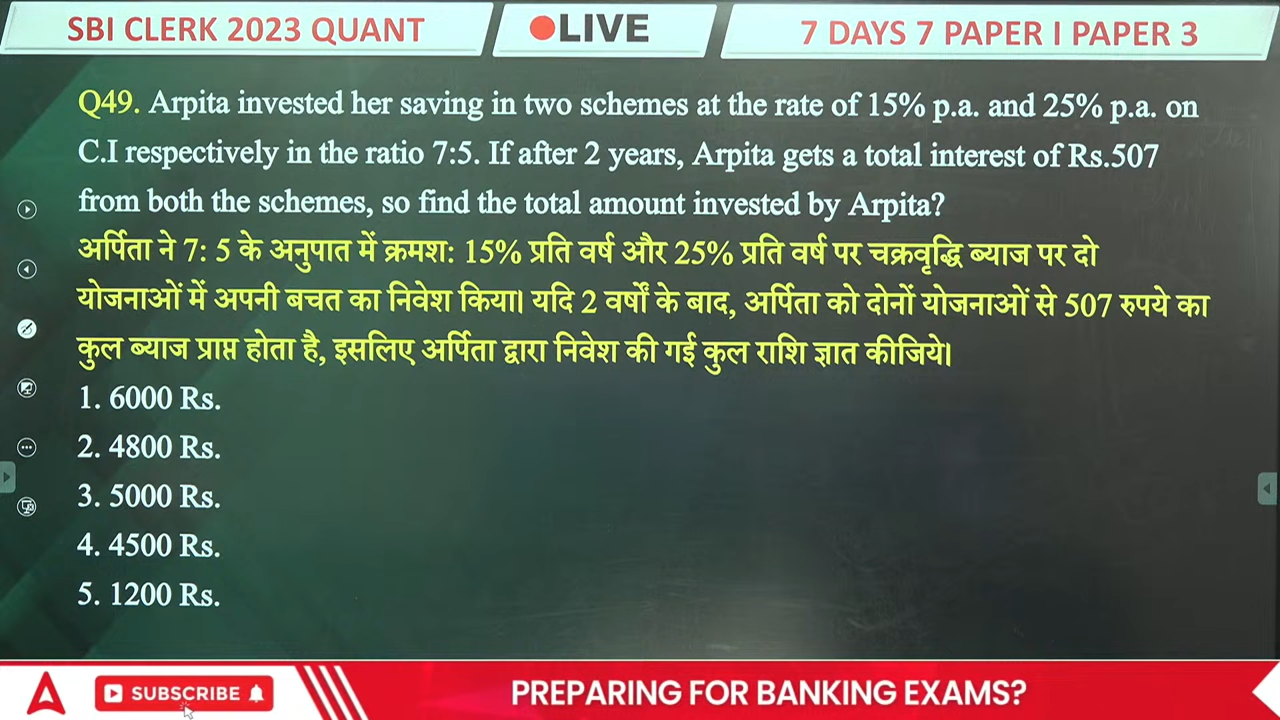 SBI CLERK 2023 QUANT
LIVE
7 DAYS 7 PAPER I PAPER 3
Q49. Arpita invested her saving in two schemes at the rate of 15% p.a. and 25% p.a. on
C.I respectively in the ratio 7:5. If after 2 years, Arpita gets a total interest of Rs.507
from both the schemes, so find the total amount invested by Arpita?
अर्पिता ने 7: 5 के अनुपात में क्रमश: 15% प्रति वर्ष और 25% प्रति वर्ष पर चक्रवृद्धि ब्याज पर दो
योजनाओं में अपनी बचत का निवेश किया। यदि 2 वर्षों के बाद, अर्पिता को दोनों योजनाओं से 507 रुपये का
कुल ब्याज प्राप्त होता है, इसलिए अर्पिता द्वारा निवेश की गई कुल राशि ज्ञात कीजिये।
1. 6000 Rs.
2. 4800 Rs.
3. 5000 Rs.
4. 4500 Rs.
5. 1200 Rs.
SUBSCRIBE
PREPARING FOR BANKING EXAMS?